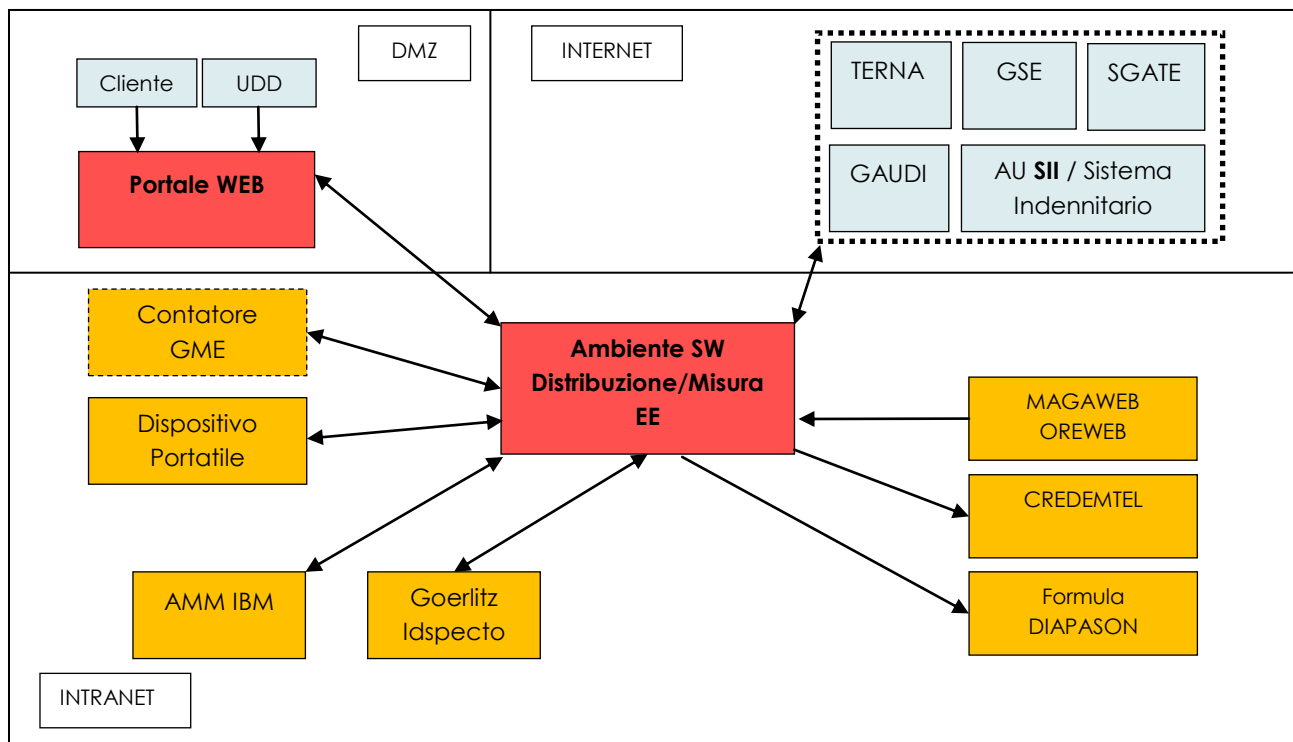 DMZ
INTERNET
Cliente
UDD
TERNA
GSE
SGATE
Portale WEB
GAUDI
AU SII / Sistema
Indennitario
Contatore
GME
Ambiente SW
Distribuzione/Misura
EE
Dispositivo
Portatile
MAGAWEB
OREWEB
CREDEMTEL
AMM IBM
Goerlitz
Idspecto
Formula
DIAPASON
INTRANET